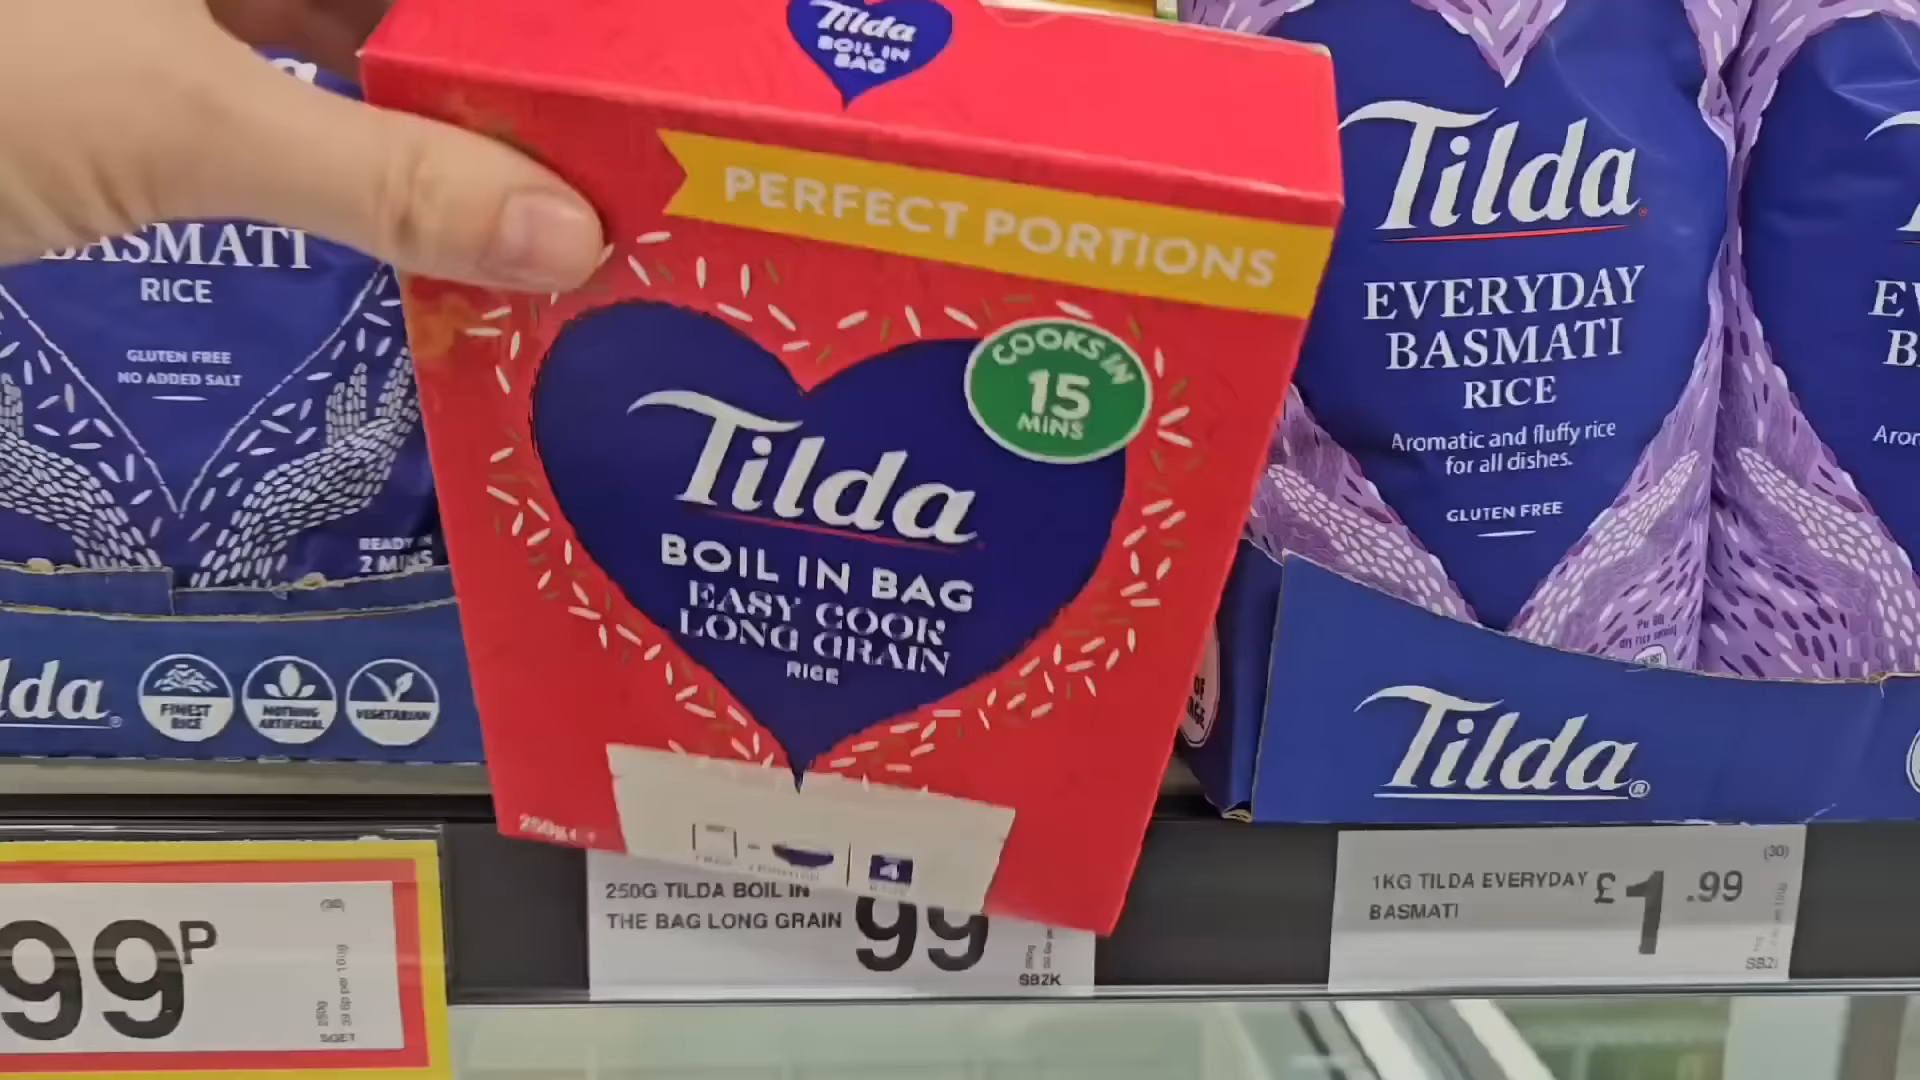 Tilda
BOIL IN
BAG
PERFECT PORTIONS
COOKS IN
15
MINS
Tilda
BOIL IN BAG
EASY COOK
LONG GRAIN
RICE
4
BASMATI
RICE
GLUTEN FREE
NO ADDED SALT
READY IN
2 MINS
lda
FINEST
RICE
NOTHING
ARTIFICIAL
VEGETARIAN
Tilda
EVERYDAY
BASMATI
RICE
Aromatic and fluffy rice
for all dishes.
GLUTEN FREE
Tilda
99P
250G TILDA BOIL IN
THE BAG LONG GRAIN
99
SBZK
1KG TILDA EVERYDAY
BASMATI
£1.99
(30)